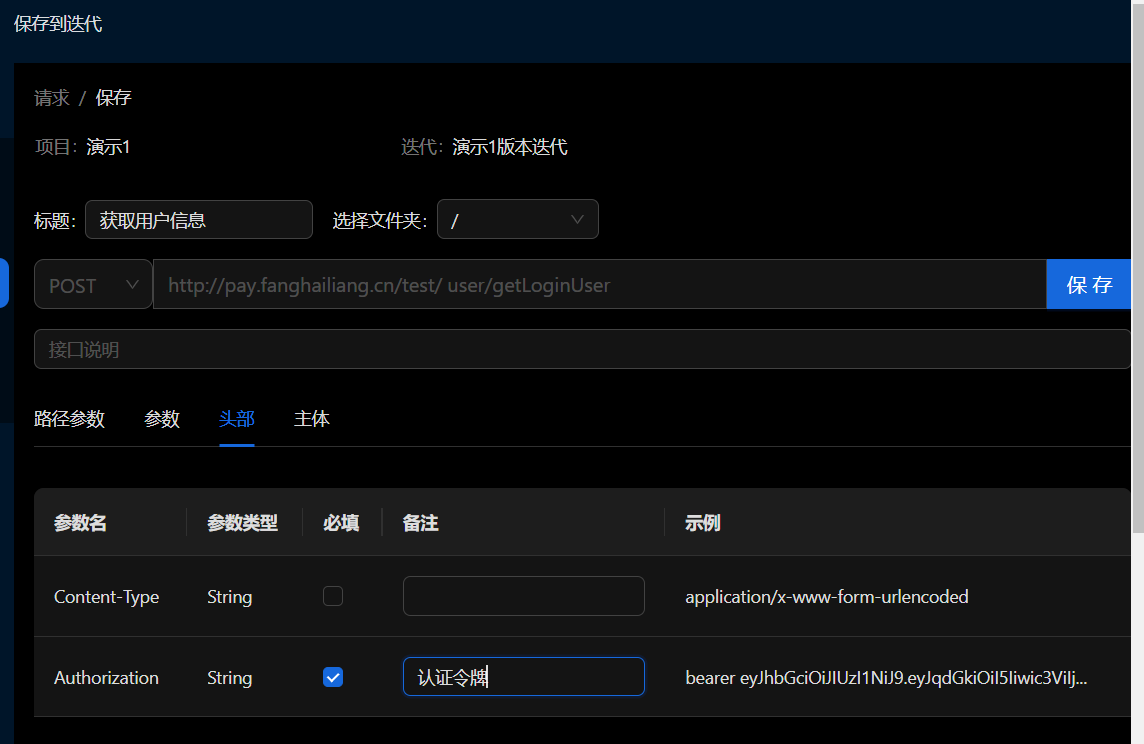 保存到迭代
请求 / 保存
项目: 演示1 迭代: 演示1版本迭代
标题: 获取用户信息 选择文件夹: /
POST http://pay.fanghailiang.cn/test/ user/getLoginUser 保 存
接口说明
路径参数 参数 头部 主体
参数名 参数类型 必填 备注 示例
Content-Type String application/x-www-form-urlencoded
Authorization String 认证令牌 bearer eyJhbGciOiJIUzI1NiJ9.eyJqdGkiOiI5Iiwic3ViIj...